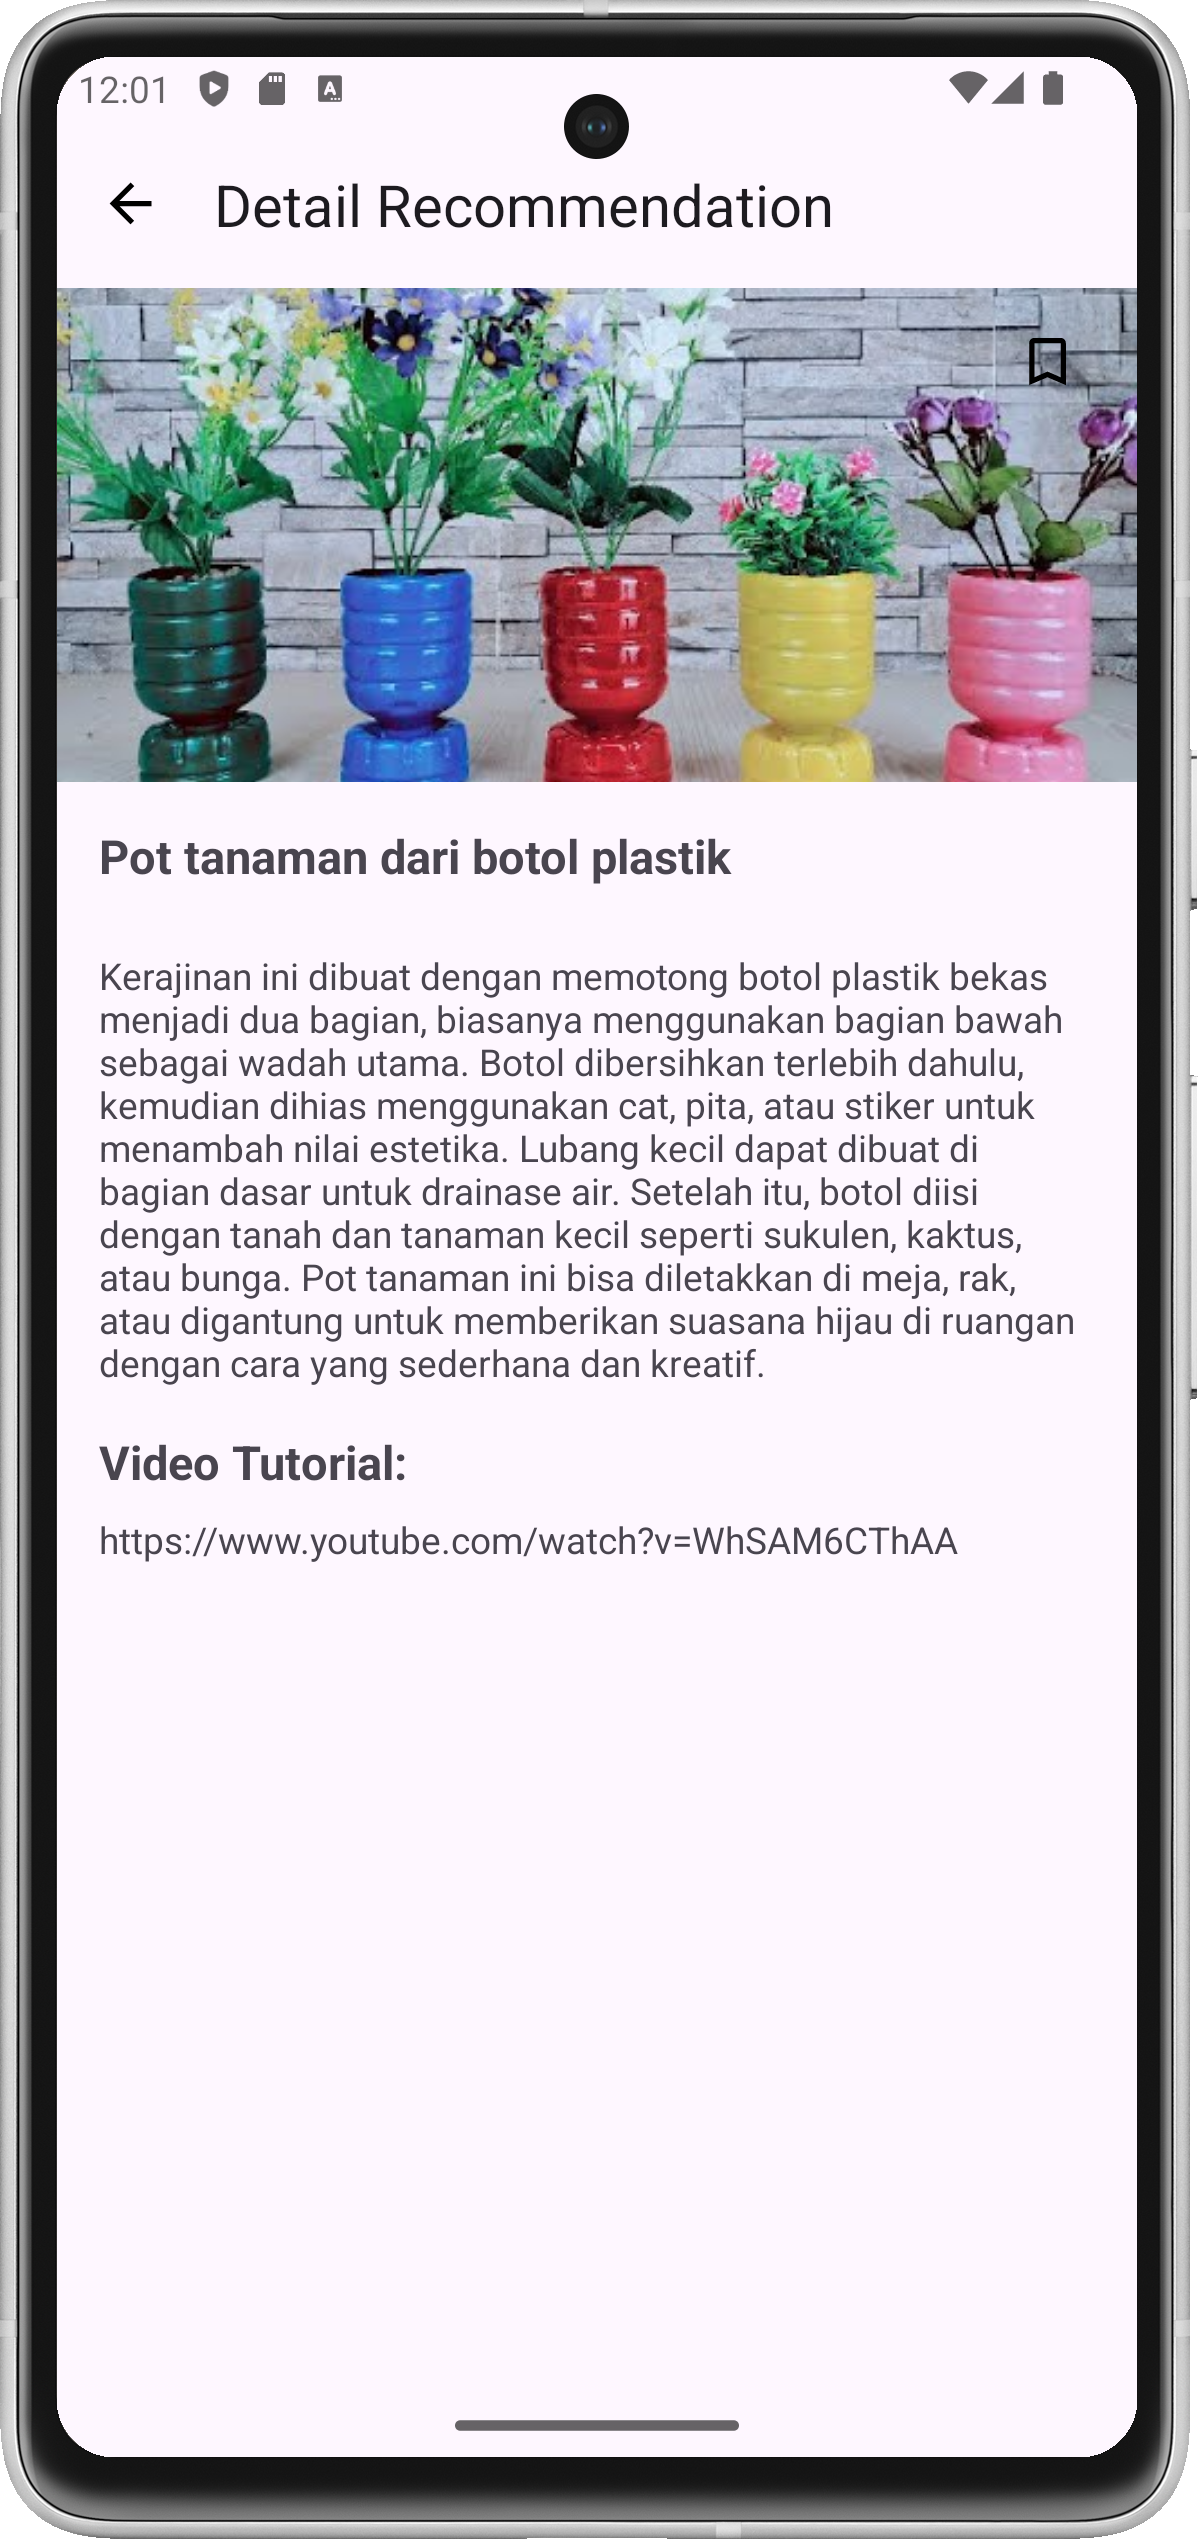 12:01
Detail Recommendation
Pot tanaman dari botol plastik
Kerajinan ini dibuat dengan memotong botol plastik bekas
menjadi dua bagian, biasanya menggunakan bagian bawah
sebagai wadah utama. Botol dibersihkan terlebih dahulu,
kemudian dihias menggunakan cat, pita, atau stiker untuk
menambah nilai estetika. Lubang kecil dapat dibuat di
bagian dasar untuk drainase air. Setelah itu, botol diisi
dengan tanah dan tanaman kecil seperti sukulen, kaktus,
atau bunga. Pot tanaman ini bisa diletakkan di meja, rak,
atau digantung untuk memberikan suasana hijau di ruangan
dengan cara yang sederhana dan kreatif.
Video Tutorial:
https://www.youtube.com/watch?v=WhSAM6CThAA